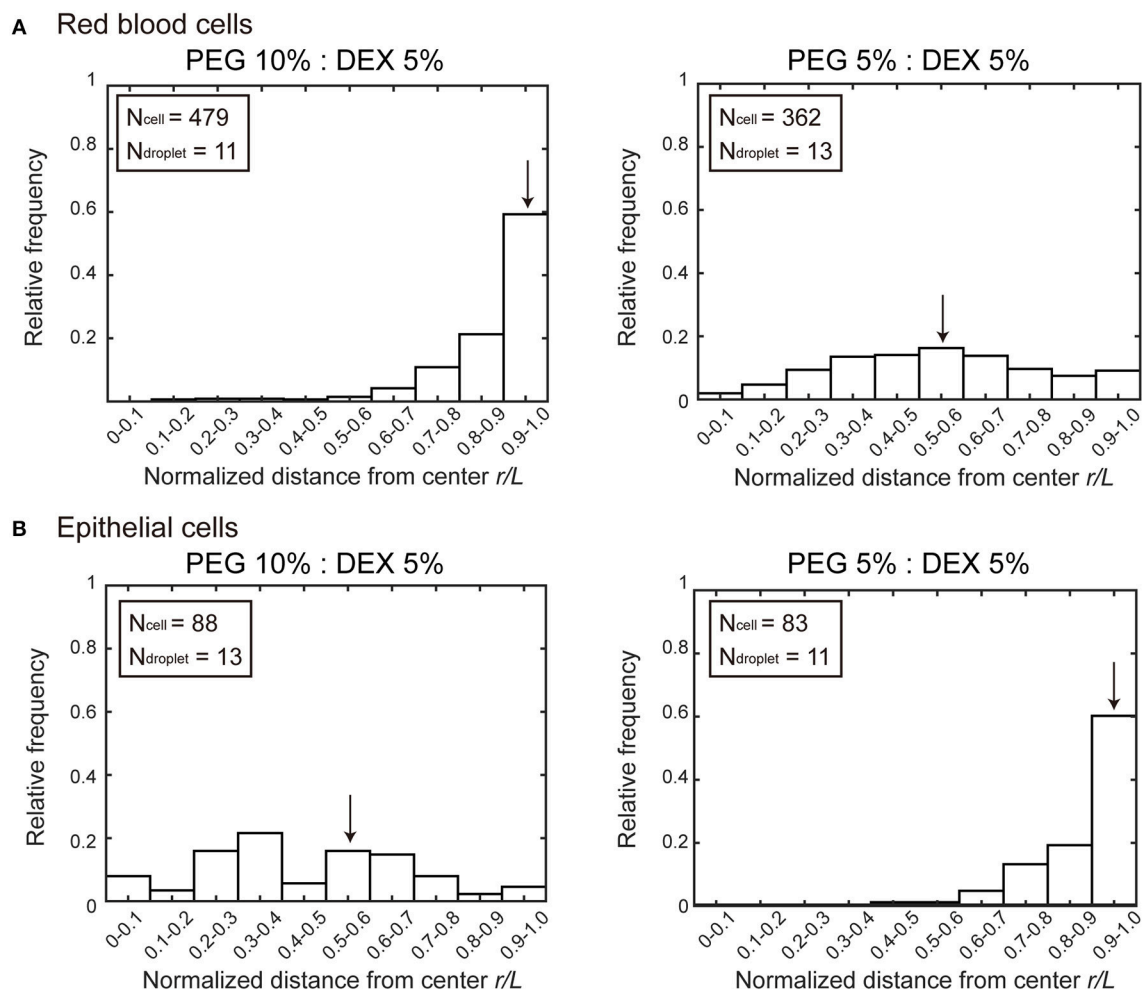 A Red blood cells
PEG 10% : DEX 5%
1
0.8
0.6
0.4
0.2
0
Relative frequency
Ncell = 479
Ndroplet = 11
0-0.1
0.1-0.2
0.2-0.3
0.3-0.4
0.4-0.5
0.5-0.6
0.6-0.7
0.7-0.8
0.8-0.9
0.9-1.0
Normalized distance from center r/L
PEG 5% : DEX 5%
1
0.8
0.6
0.4
0.2
0
Relative frequency
Ncell = 362
Ndroplet = 13
0-0.1
0.1-0.2
0.2-0.3
0.3-0.4
0.4-0.5
0.5-0.6
0.6-0.7
0.7-0.8
0.8-0.9
0.9-1.0
Normalized distance from center r/L
B Epithelial cells
PEG 10% : DEX 5%
1
0.8
0.6
0.4
0.2
0
Relative frequency
Ncell = 88
Ndroplet = 13
0-0.1
0.1-0.2
0.2-0.3
0.3-0.4
0.4-0.5
0.5-0.6
0.6-0.7
0.7-0.8
0.8-0.9
0.9-1.0
Normalized distance from center r/L
PEG 5% : DEX 5%
1
0.8
0.6
0.4
0.2
0
Relative frequency
Ncell = 83
Ndroplet = 11
0-0.1
0.1-0.2
0.2-0.3
0.3-0.4
0.4-0.5
0.5-0.6
0.6-0.7
0.7-0.8
0.8-0.9
0.9-1.0
Normalized distance from center r/L